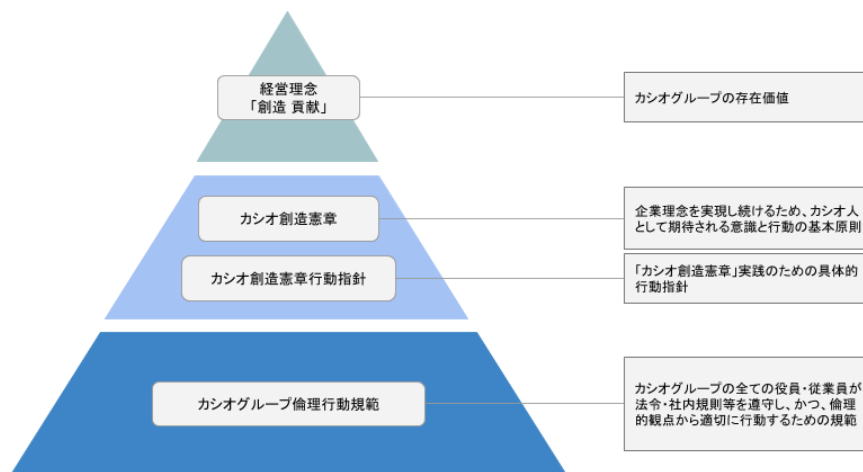 経営理念
「創造 貢献」
カシオグループの存在価値
カシオ創造憲章
企業理念を実現し続けるため、カシオ人
として期待される意識と行動の基本原則
カシオ創造憲章行動指針
「カシオ創造憲章」実践のための具体的
行動指針
カシオグループ倫理行動規範
カシオグループの全ての役員・従業員が
法令・社内規則等を遵守し、かつ、倫理
的観点から適切に行動するための規範